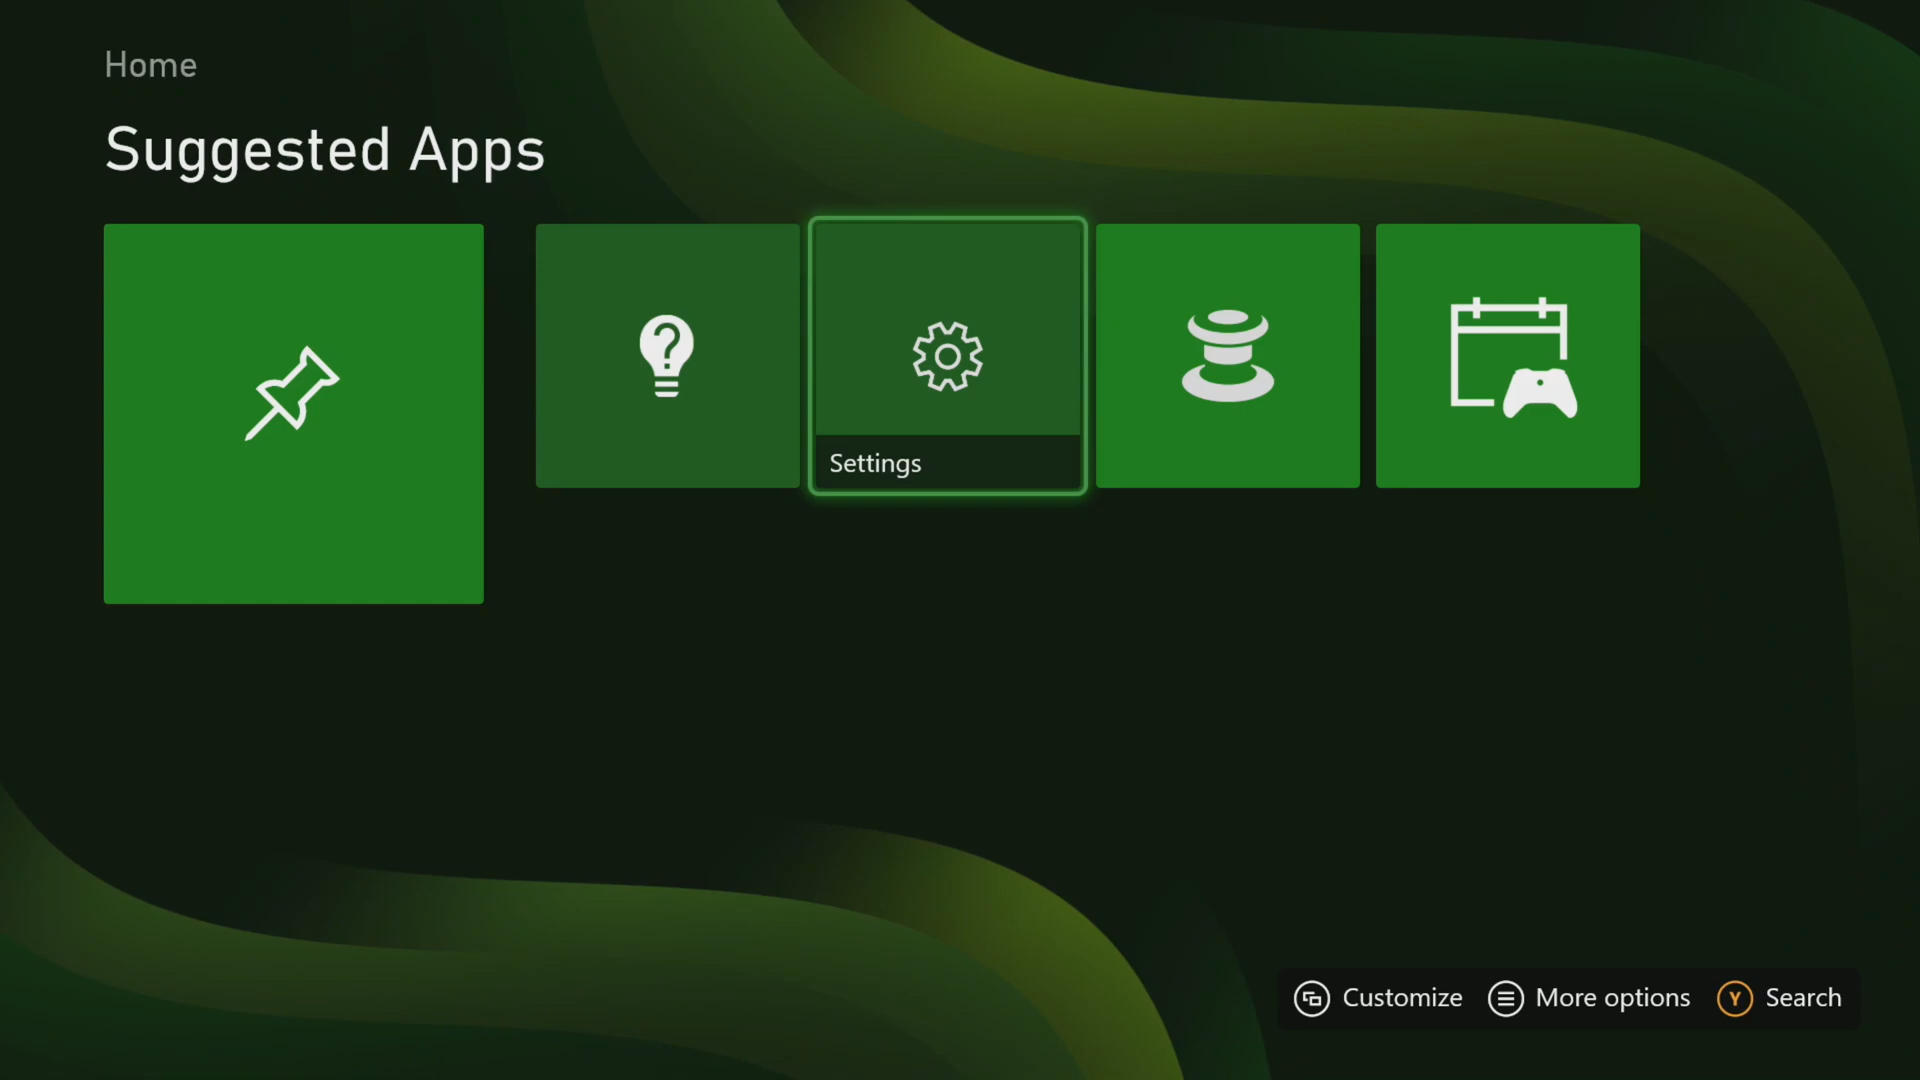 Home
Suggested Apps
?
Settings
Customize
More options
Y Search